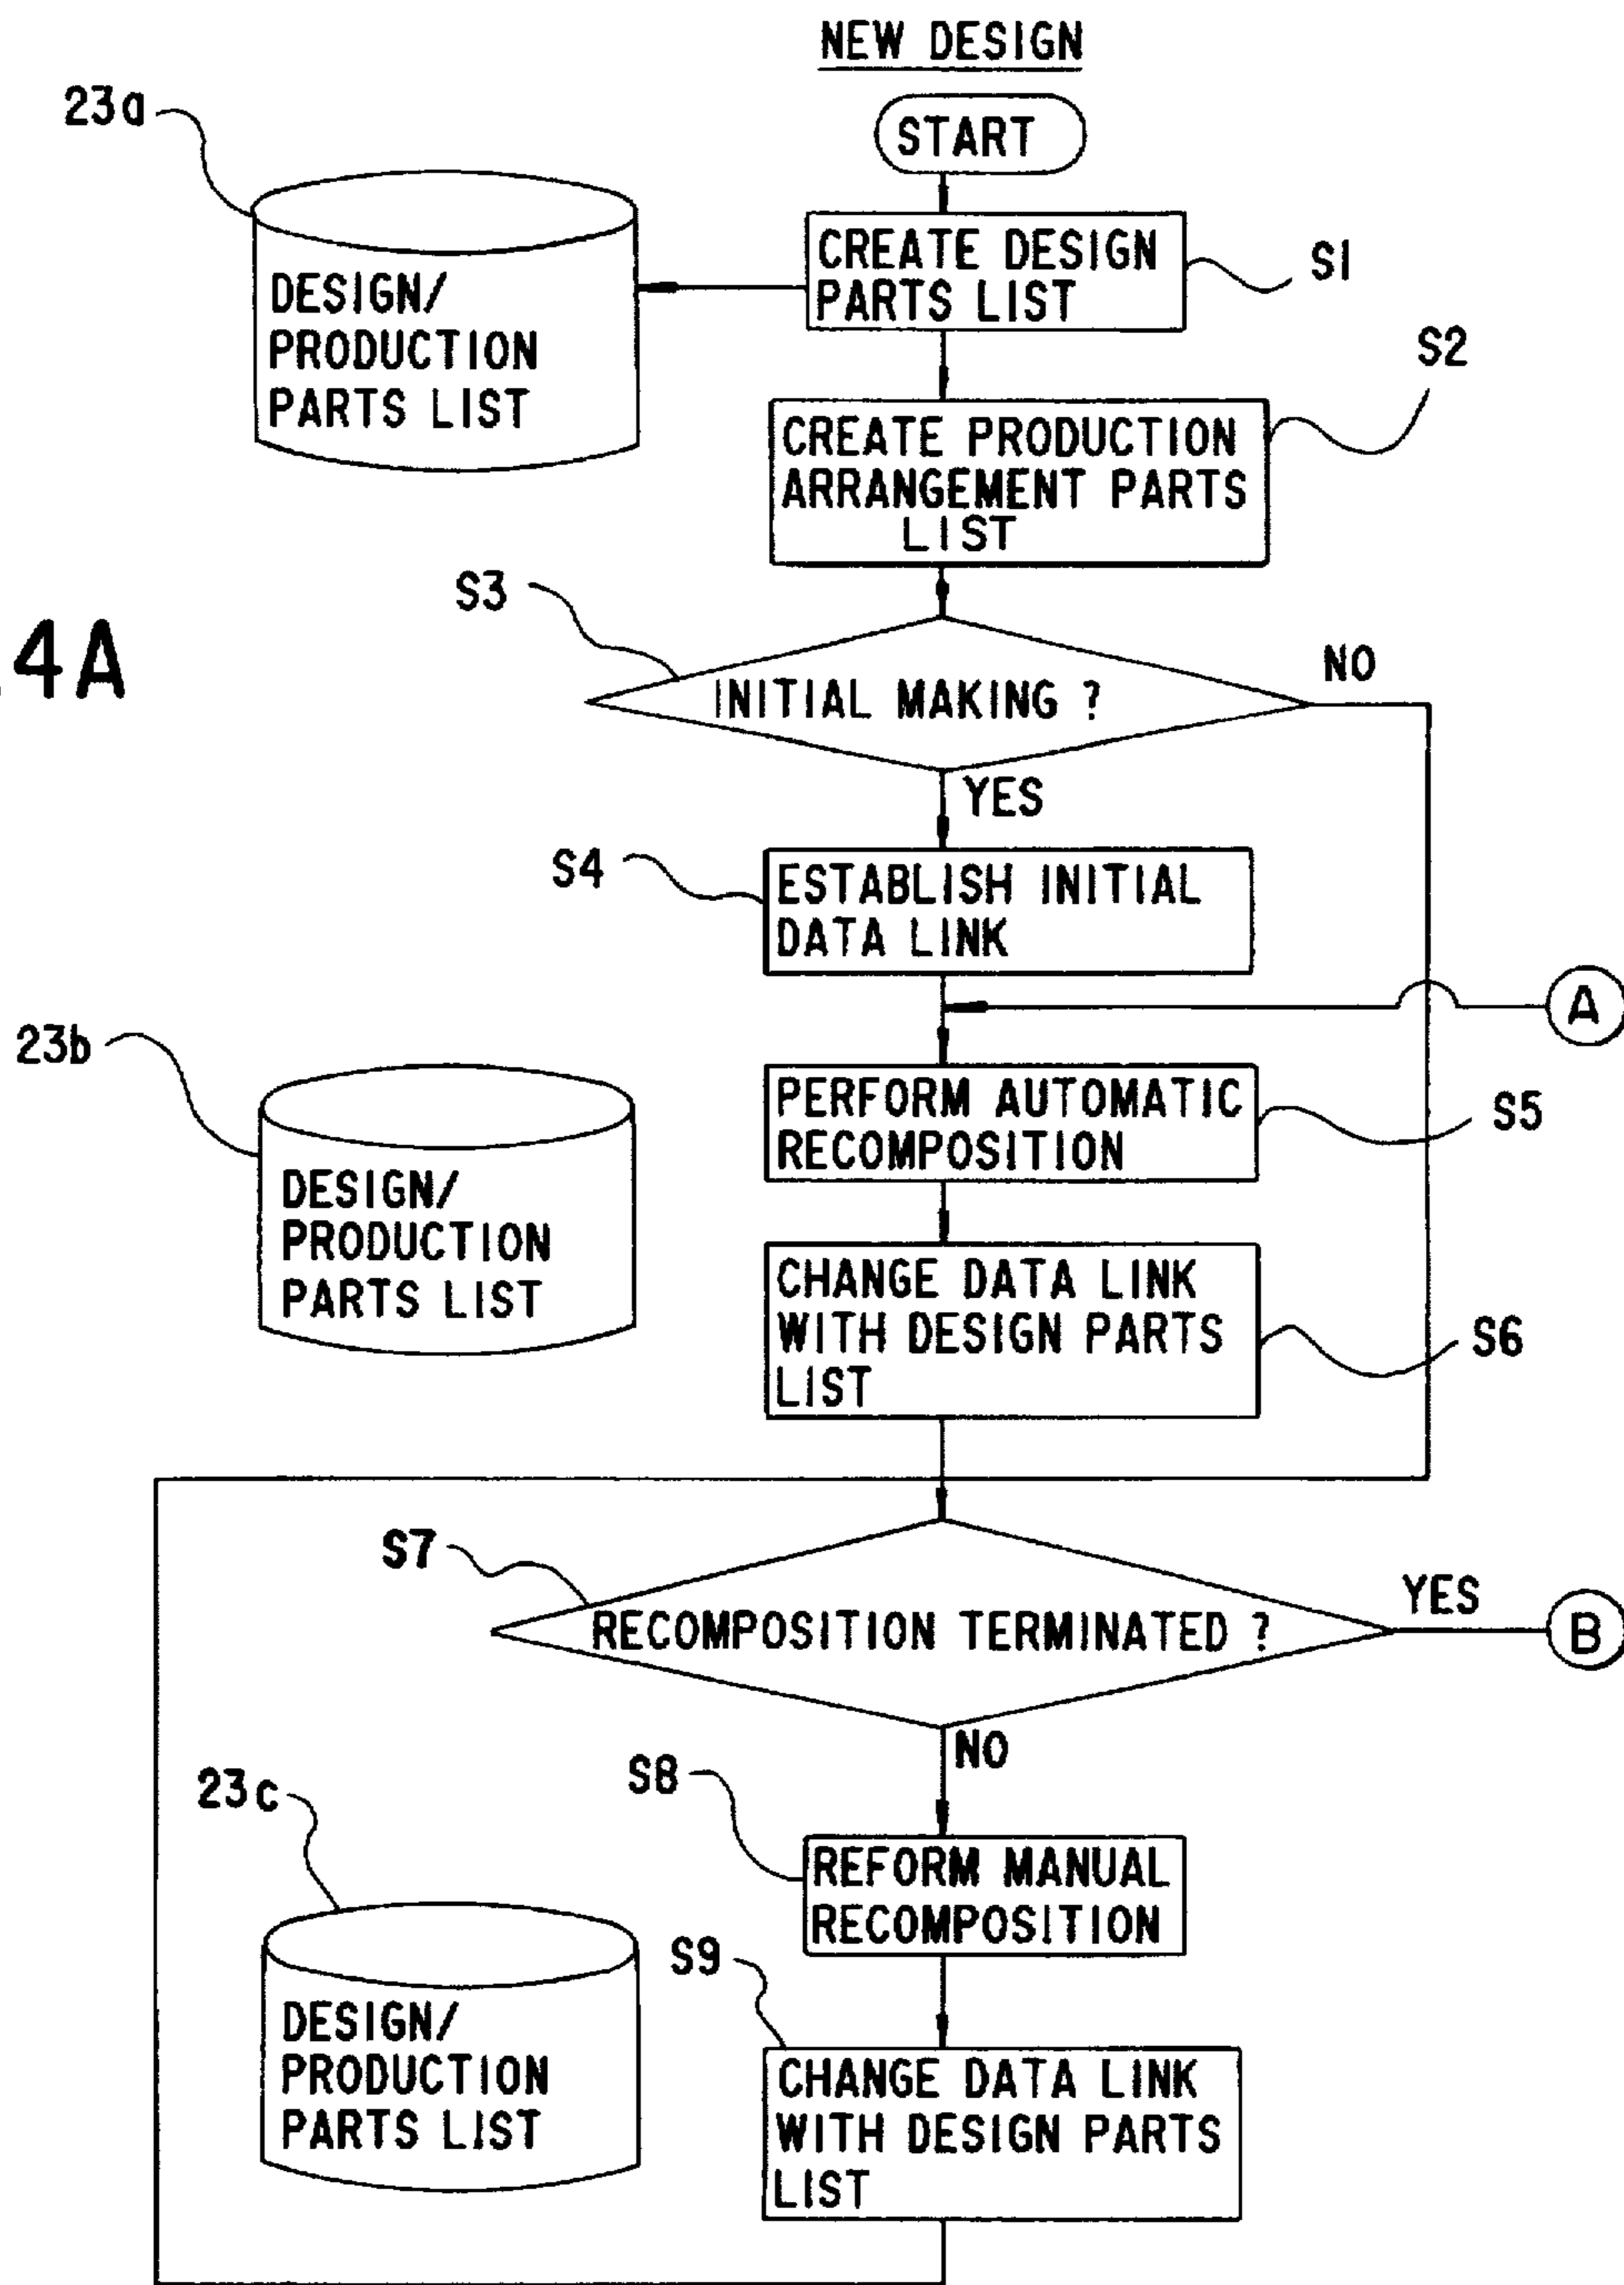 NEW DESIGN
START
23a
CREATE DESIGN
PARTS LIST
S1
DESIGN/
PRODUCTION
PARTS LIST
S2
CREATE PRODUCTION
ARRANGEMENT PARTS
LIST
S3
4A
INITIAL MAKING ?
NO
YES
S4
ESTABLISH INITIAL
DATA LINK
A
23b
PERFORM AUTOMATIC
RECOMPOSITION
S5
DESIGN/
PRODUCTION
PARTS LIST
CHANGE DATA LINK
WITH DESIGN PARTS
LIST
S6
S7
RECOMPOSITION TERMINATED ?
YES
B
NO
S8
23c
REFORM MANUAL
RECOMPOSITION
S9
DESIGN/
PRODUCTION
PARTS LIST
CHANGE DATA LINK
WITH DESIGN PARTS
LIST